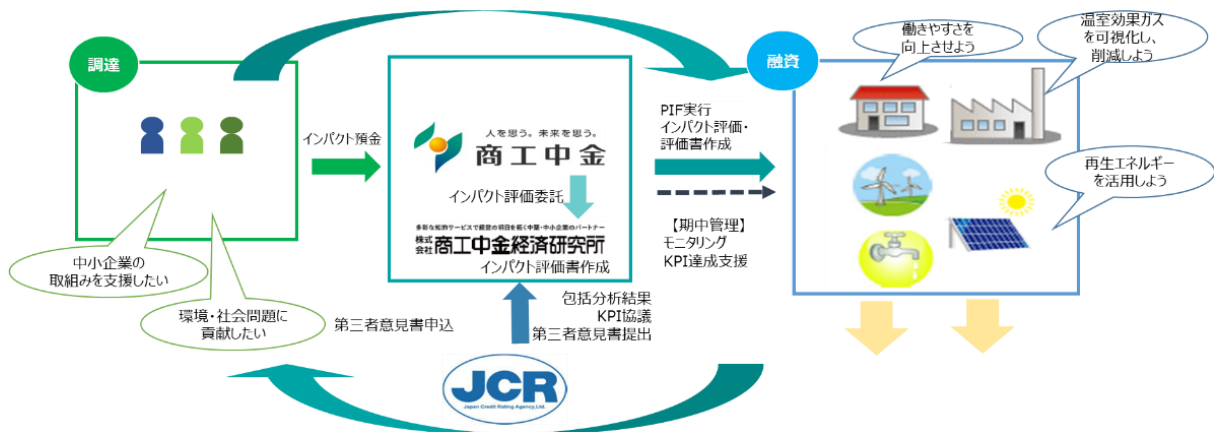 調達
中小企業の
取組みを支援したい
環境・社会問題に
貢献したい
インパクト預金
人を思う。未来を思う。
商工中金
インパクト評価委託
多彩な知的サービスで経営の明日を拓く中堅・中小企業のパートナー
株式会社商工中金経済研究所
インパクト評価書作成
第三者意見書申込
包括分析結果
KPI協議
第三者意見書提出
JCR
Japan Credit Rating Agency,Ltd.
PIF実行
インパクト評価・
評価書作成
【期中管理】
モニタリング
KPI達成支援
融資
働きやすさを
向上させよう
温室効果ガス
を可視化し、
削減しよう
再生エネルギー
を活用しよう